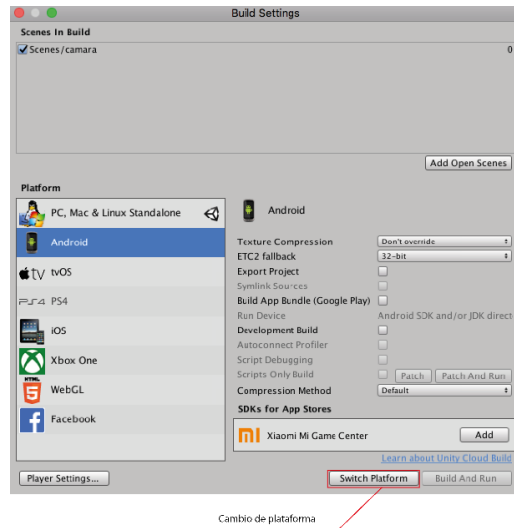 Build Settings
Scenes In Build
Scenes/camara 0
Add Open Scenes
Platform
PC, Mac & Linux Standalone
Android
tv tvOS
PS4 PS4
iOS
Xbox One
HTML
5 WebGL
f Facebook
Android
Texture Compression Don't override
ETC2 fallback 32-bit
Export Project
Symlink Sources
Build App Bundle (Google Play)
Run Device Android SDK and/or JDK direct
Development Build
Autoconnect Profiler
Script Debugging
Scripts Only Build Patch Patch And Run
Compression Method Default
SDKs for App Stores
Xiaomi Mi Game Center Add
Learn about Unity Cloud Build
Player Settings... Switch Platform Build And Run
Cambio de plataforma